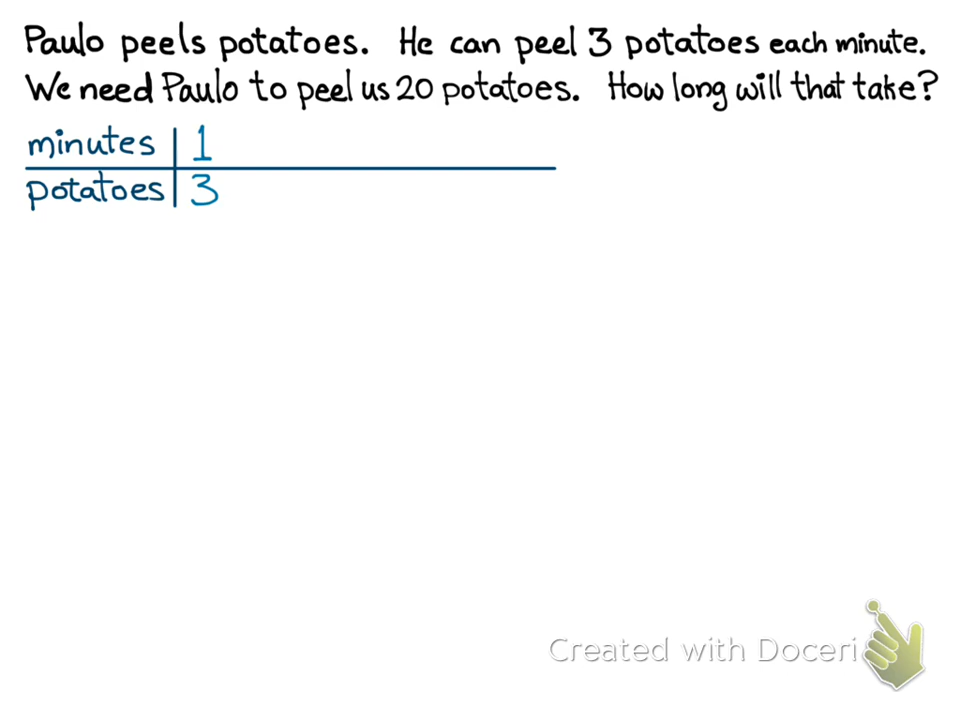 Paulo peels potatoes. He can peel 3 potatoes each minute.
We need Paulo to peel us 20 potatoes. How long will that take?
minutes 1
potatoes 3
Created with Doceri